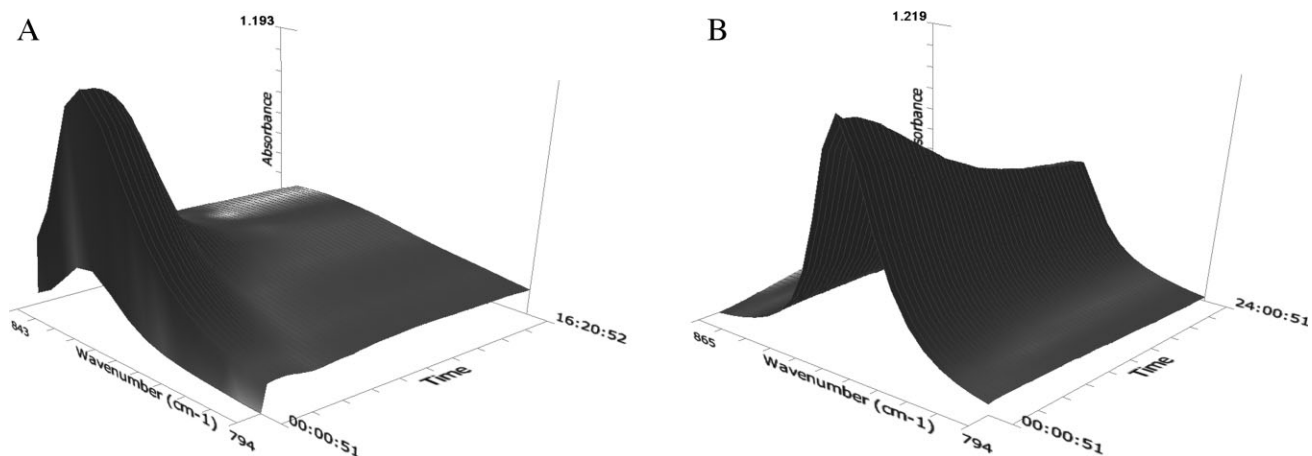 A
1.193
Absorbance
843
Wavenumber (cm-1)
794
00:00:51
Time
16:20:52
B
1.219
sorbance
865
Wavenumber (cm-1)
794
00:00:51
Time
24:00:51